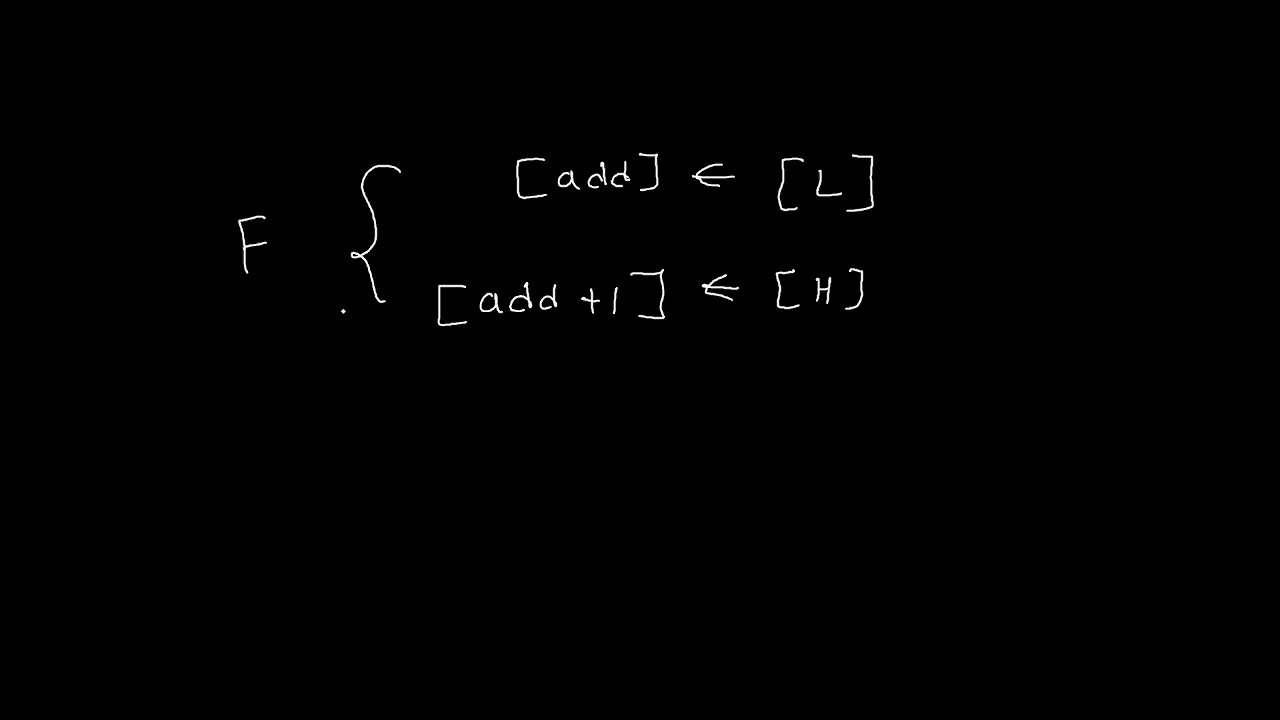 [add] ← [L]
F {
[add +1] ← [H]